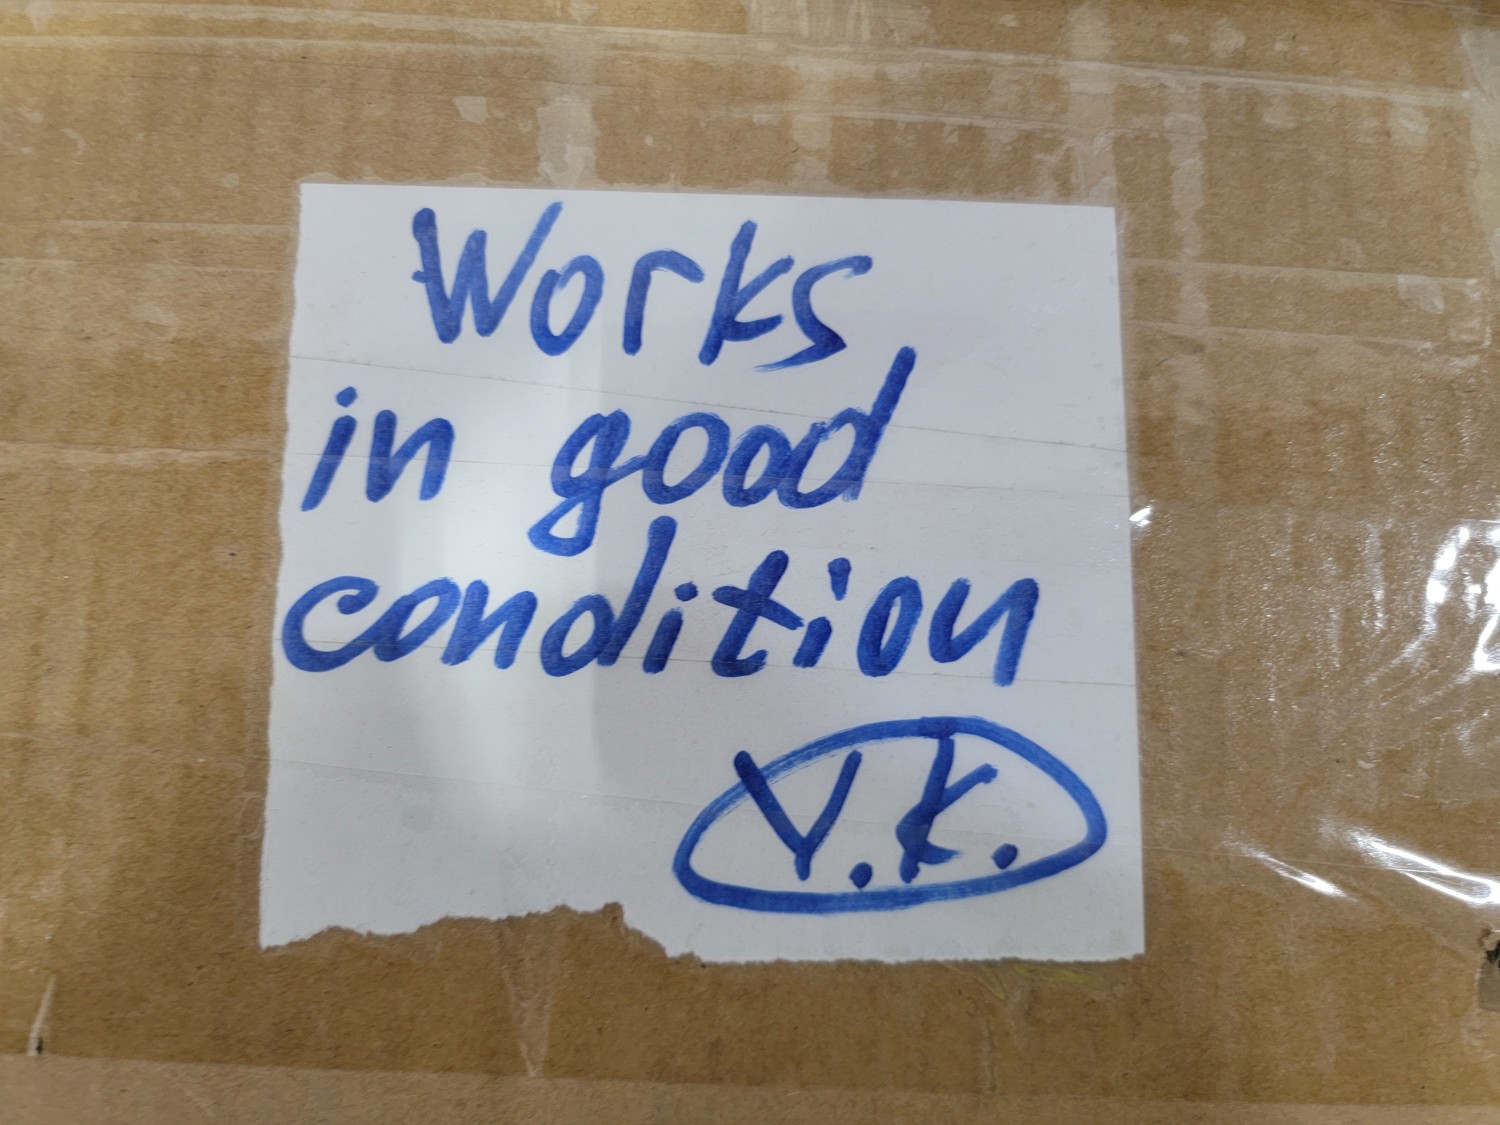 Works
in good
condition
V.K.